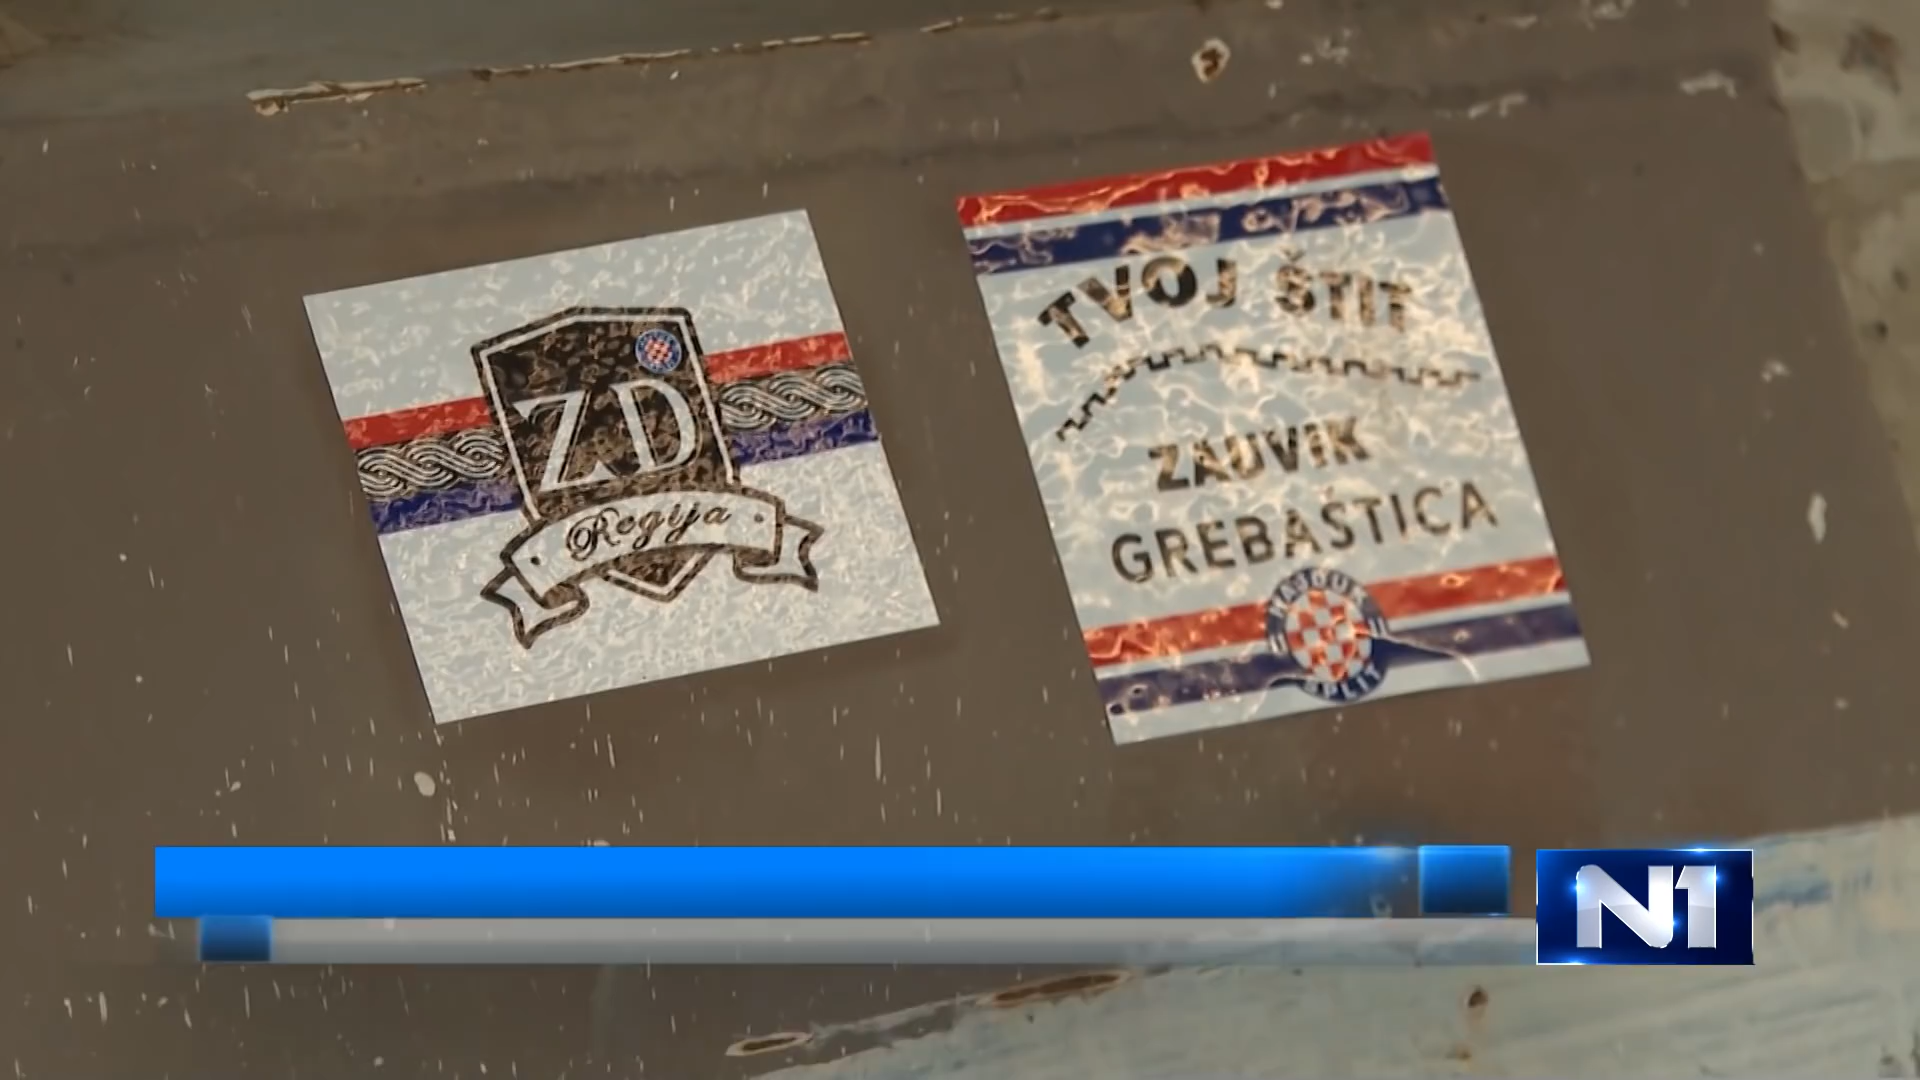 ZD
Regija
TVOJ ŠTIT
ZAUVIK
GREBAŠTICA
HAJDUK
SPLIT
N1